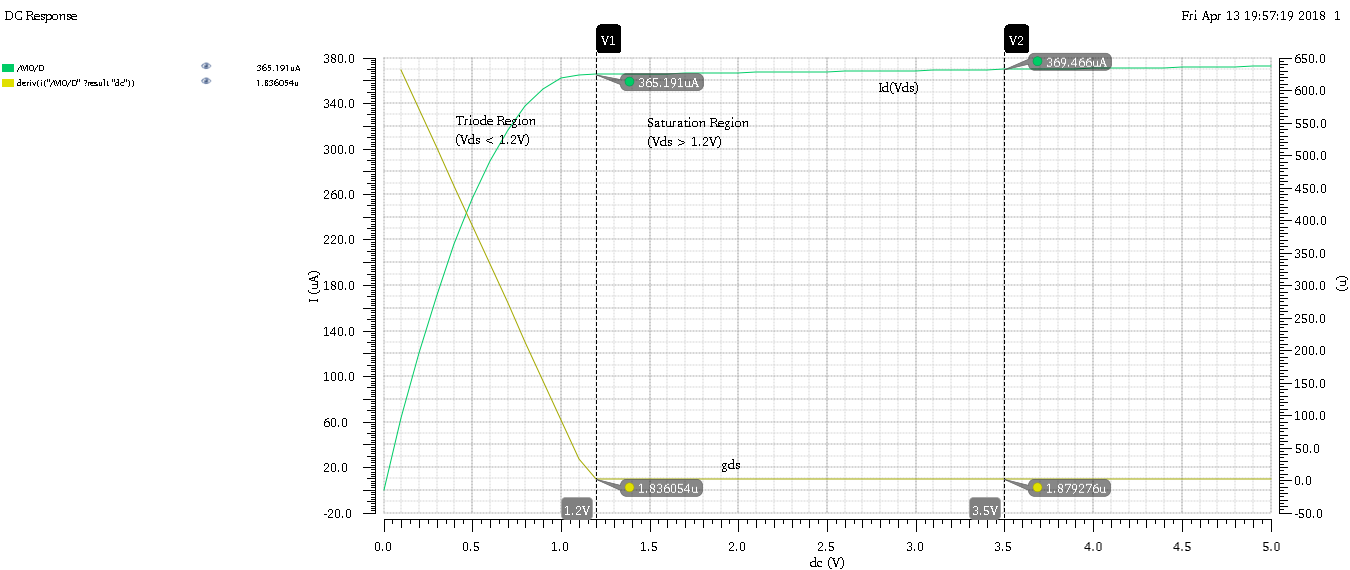 DC Response
Fri Apr 13 19:57:19 2018 1
/M0/D 365.191uA
deriv(i("/M0/D" ?result "dc")) 1.836054u
V1
V2
380.0
340.0
300.0
260.0
220.0
180.0
140.0
100.0
60.0
20.0
-20.0
I (uA)
365.191uA
369.466uA
Id(Vds)
Triode Region
(Vds < 1.2V)
Saturation Region
(Vds > 1.2V)
gds
1.836054u
1.879276u
1.2V
3.5V
650.0
600.0
550.0
500.0
450.0
400.0
350.0
300.0
250.0
200.0
150.0
100.0
50.0
0.0
-50.0
(u)
0.0 0.5 1.0 1.5 2.0 2.5 3.0 3.5 4.0 4.5 5.0
dc (V)